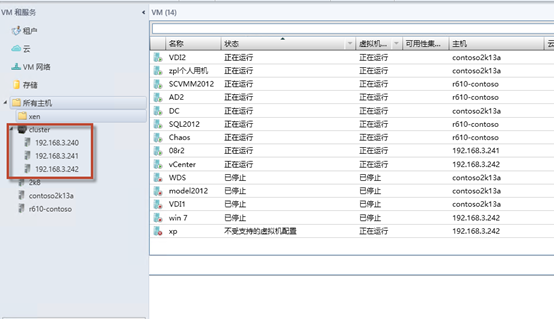 VM 和服务
租户
云
VM 网络
存储
所有主机
xen
cluster
192.168.3.240
192.168.3.241
192.168.3.242
2k8
contoso2k13a
r610-contoso
VM (14)
名称 状态 虚拟机... 可用性集... 主机 云
VDI2 正在运行 正在运行 contoso2k13a
zpl个人用机 正在运行 正在运行 contoso2k13a
SCVMM2012 正在运行 正在运行 r610-contoso
AD2 正在运行 正在运行 r610-contoso
DC 正在运行 正在运行 contoso2k13a
SQL2012 正在运行 正在运行 r610-contoso
Chaos 正在运行 正在运行 r610-contoso
08r2 正在运行 正在运行 192.168.3.241
vCenter 正在运行 正在运行 192.168.3.242
WDS 已停止 已停止 contoso2k13a
model2012 已停止 已停止 contoso2k13a
VDI1 已停止 已停止 contoso2k13a
win 7 已停止 已停止 192.168.3.242
xp 不受支持的虚拟机配置 正在运行 192.168.3.242